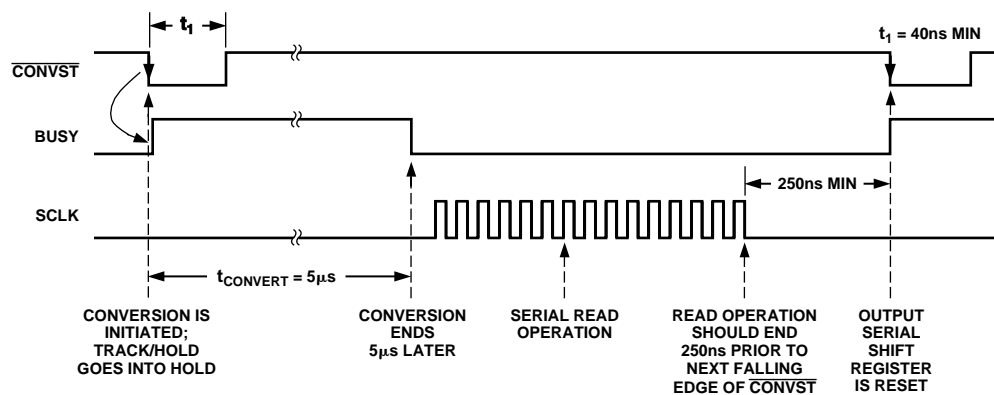 t1
t1 = 40ns MIN
CONVST
BUSY
250ns MIN
SCLK
tCONVERT = 5μs
CONVERSION IS
INITIATED;
TRACK/HOLD
GOES INTO HOLD
CONVERSION
ENDS
5μs LATER
SERIAL READ
OPERATION
READ OPERATION
SHOULD END
250ns PRIOR TO
NEXT FALLING
EDGE OF CONVST
OUTPUT
SERIAL
SHIFT
REGISTER
IS RESET